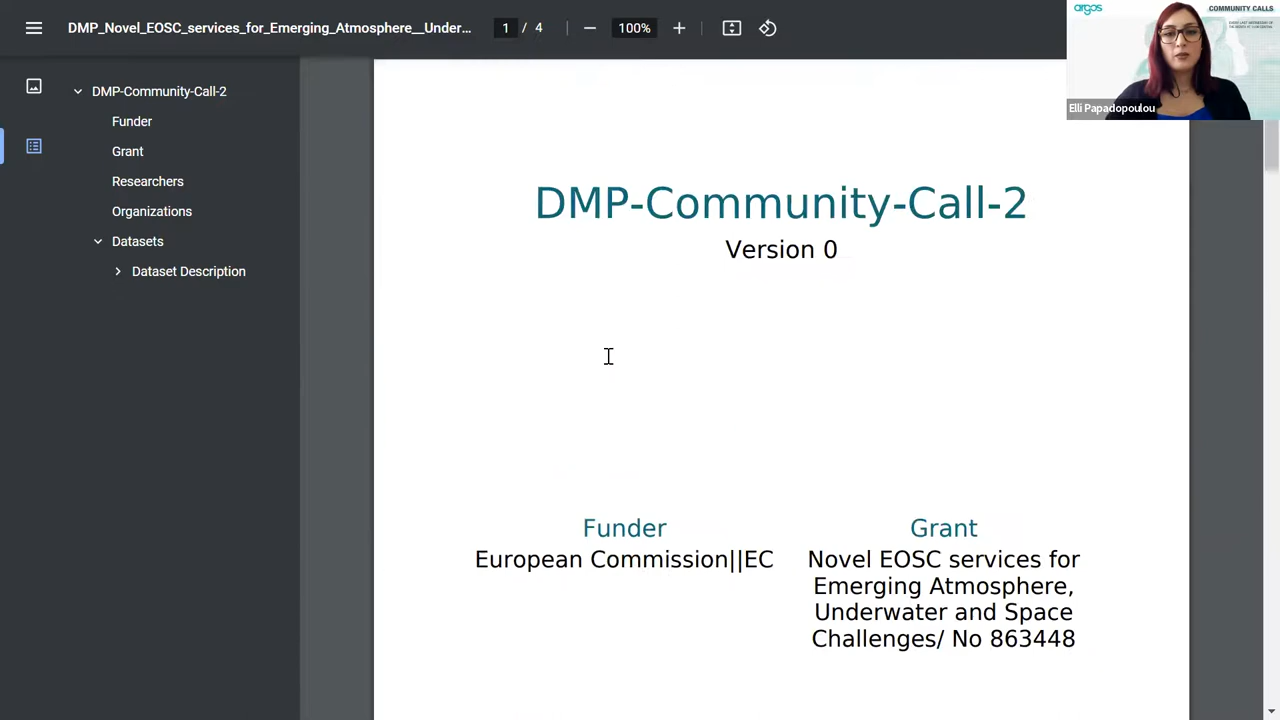 DMP_Novel_EOSC_services_for_Emerging_Atmosphere__Under...
1 / 4
100%
argos
COMMUNITY CALLS
Elli Papadopoulou
DMP-Community-Call-2
Funder
Grant
Researchers
Organizations
Datasets
Dataset Description
DMP-Community-Call-2
Version 0
Funder
European Commission||EC
Grant
Novel EOSC services for
Emerging Atmosphere,
Underwater and Space
Challenges/ No 863448